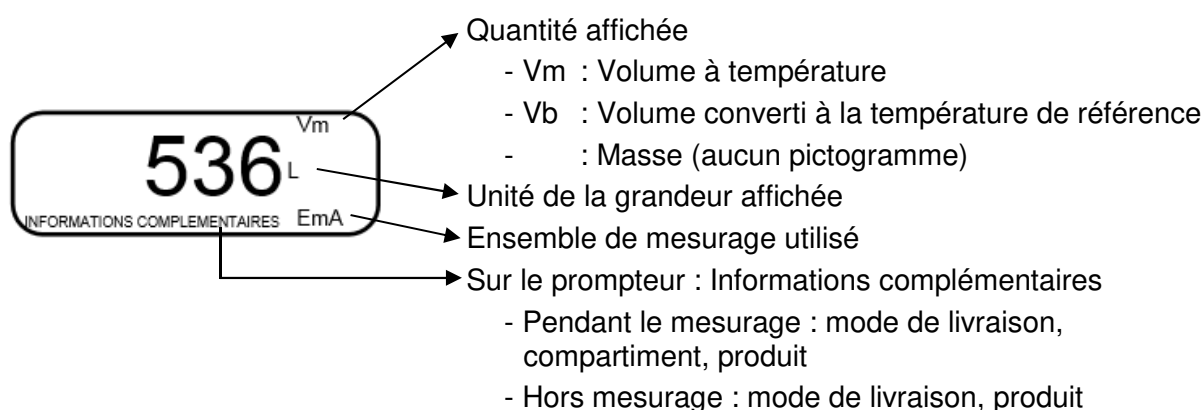 Quantité affichée
- Vm : Volume à température
- Vb : Volume converti à la température de référence
- : Masse (aucun pictogramme)
Vm
536 L
INFORMATIONS COMPLEMENTAIRES EmA
Unité de la grandeur affichée
Ensemble de mesurage utilisé
Sur le prompteur : Informations complémentaires
- Pendant le mesurage : mode de livraison,
compartiment, produit
- Hors mesurage : mode de livraison, produit